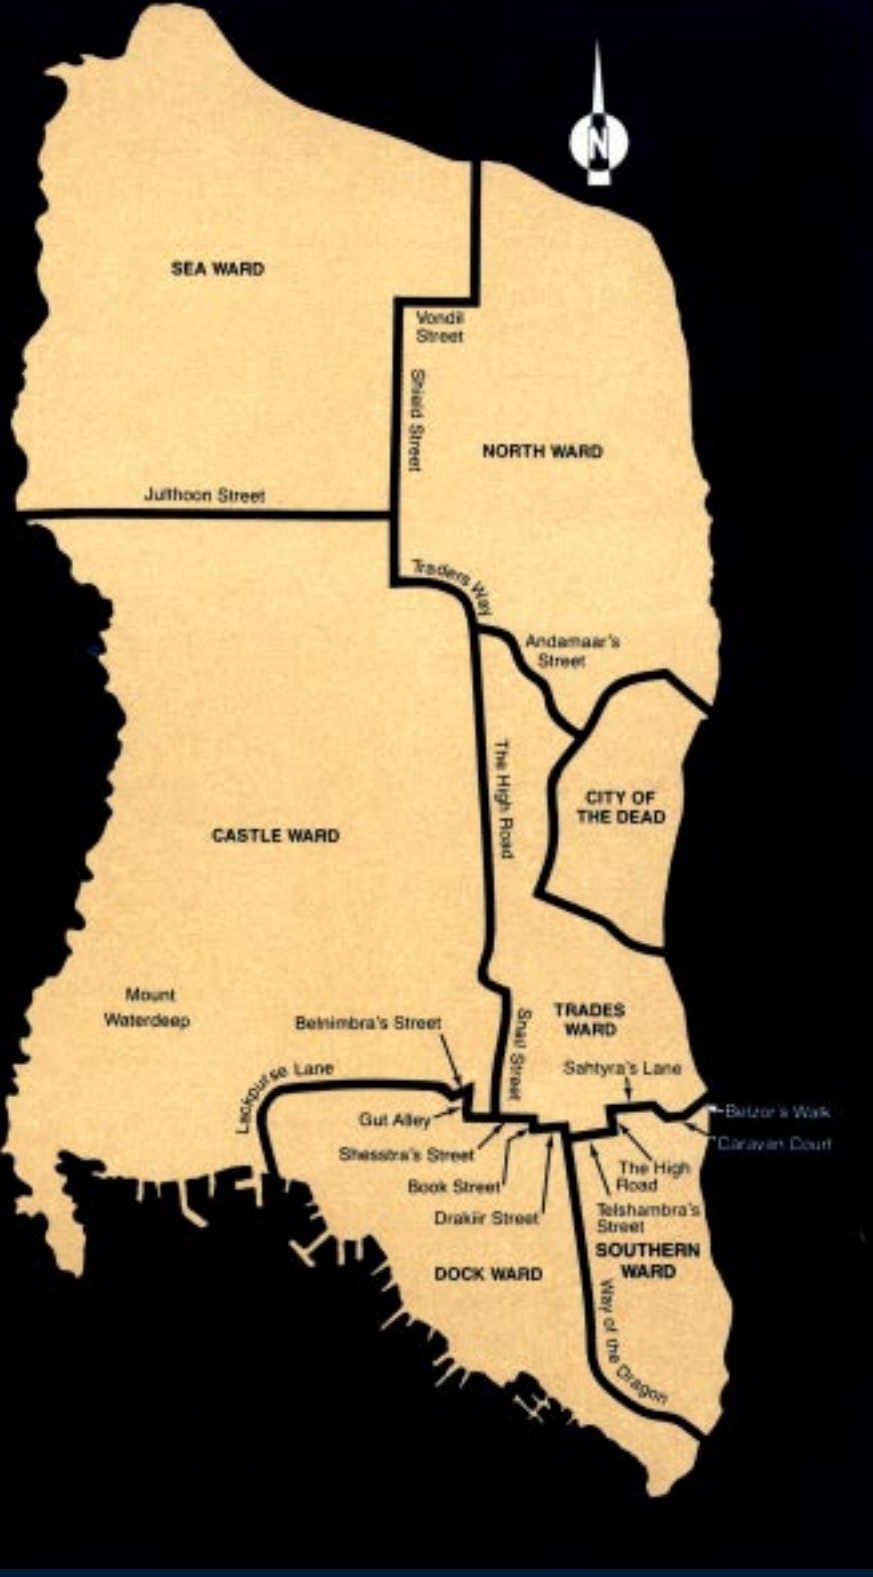 N
SEA WARD
Vondil
Street
Shield Street
NORTH WARD
Julthoon Street
Traders Way
Andamaar's
Street
The High Road
CITY OF
THE DEAD
CASTLE WARD
Mount
Waterdeep
TRADES
WARD
Belnimbra's Street
Snail Street
Sahtyra's Lane
Lackpurse Lane
Belzor's Walk
Gut Alley
Caravan Court
Shesstra's Street
The High
Road
Book Street
Telshambra's
Street
Drakiir Street
SOUTHERN
WARD
DOCK WARD
Way of the Dragon